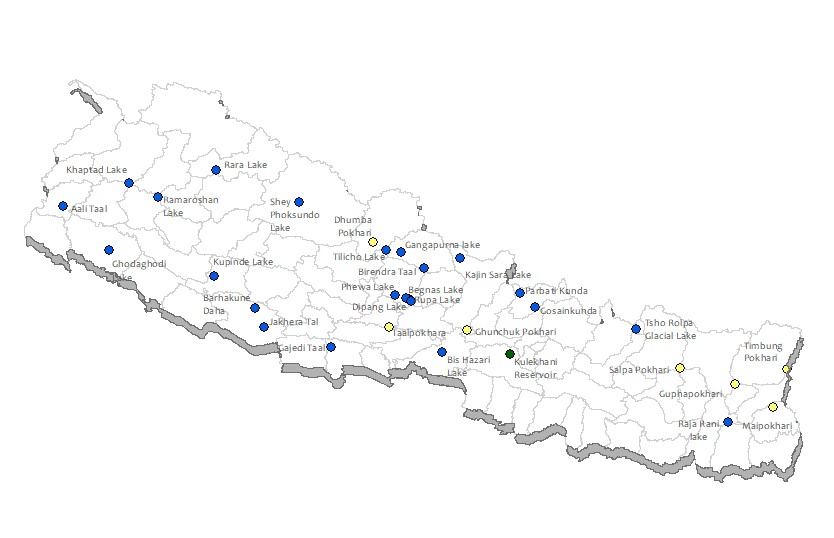 Khaptad Lake
Rara Lake
Ramaroshan
Lake
Aali Taal
Shey
Phoksundo
Lake
Dhumba
Pokhari
Gangapurna lake
Tilicho Lake
Ghodaghodi
Lake
Kupinde Lake
Birendra Taal
Kajin Sara Lake
Phewa Lake
Begnas Lake
Rupa Lake
Parbati Kunda
Barhakune
Daha
Dipang Lake
Gosainkunda
Jakhera Tal
Taalpokhara
Ghunchuk Pokhari
Tsho Rolpa
Glacial Lake
Gajedi Taal
Timbung
Pokhari
Bis Hazari
Lake
Kulekhani
Reservoir
Salpa Pokhari
Guphapokhari
Raja Rani
lake
Maipokhari